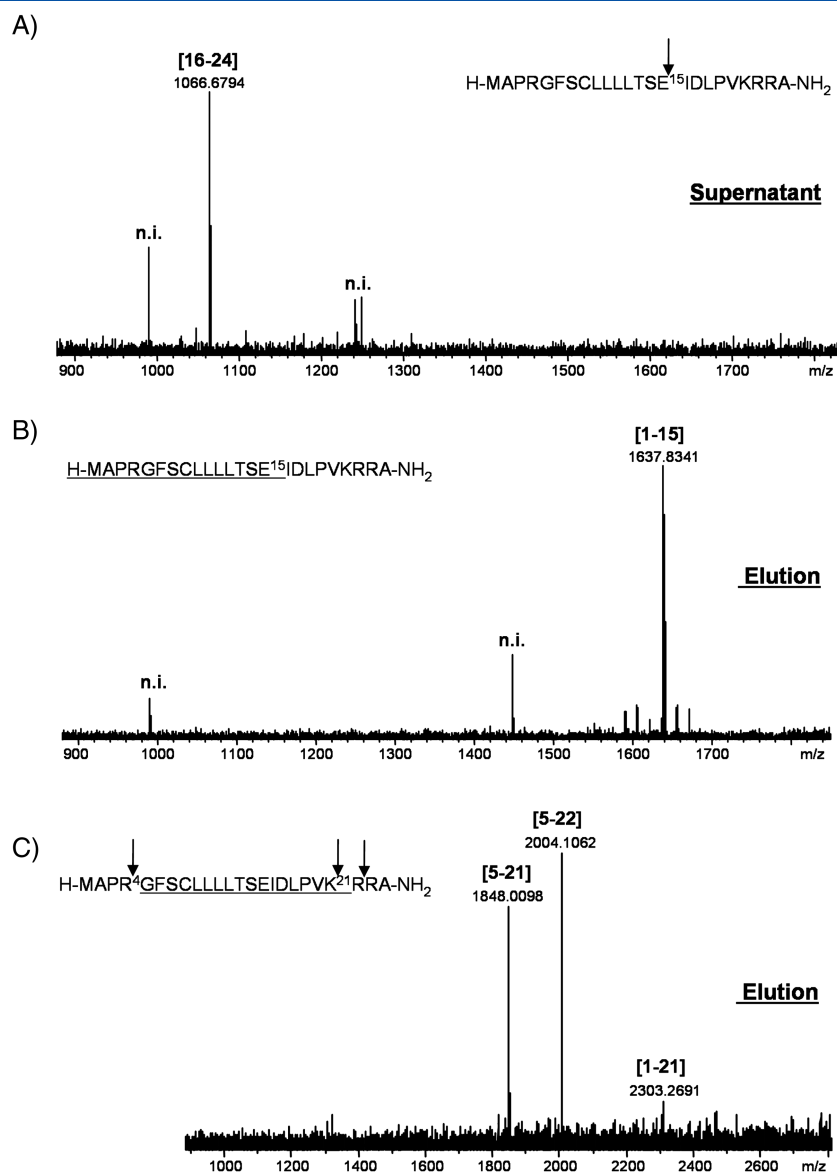 A)
[16-24]
1066.6794
H-MAPRGFSCLLLLTSE¹⁵IDLPVKRRA-NH₂
Supernatant
n.i.
n.i.
900 1000 1100 1200 1300 1400 1500 1600 1700 m/z
B)
[1-15]
1637.8341
H-MAPRGFSCLLLLTSE¹⁵IDLPVKRRA-NH₂
Elution
n.i.
n.i.
900 1000 1100 1200 1300 1400 1500 1600 1700 m/z
C)
[5-22]
2004.1062
[5-21]
1848.0098
H-MAPR⁴GFSCLLLLTSEIDLPVK²¹RRA-NH₂
Elution
[1-21]
2303.2691
1000 1200 1400 1600 1800 2000 2200 2400 2600 m/z